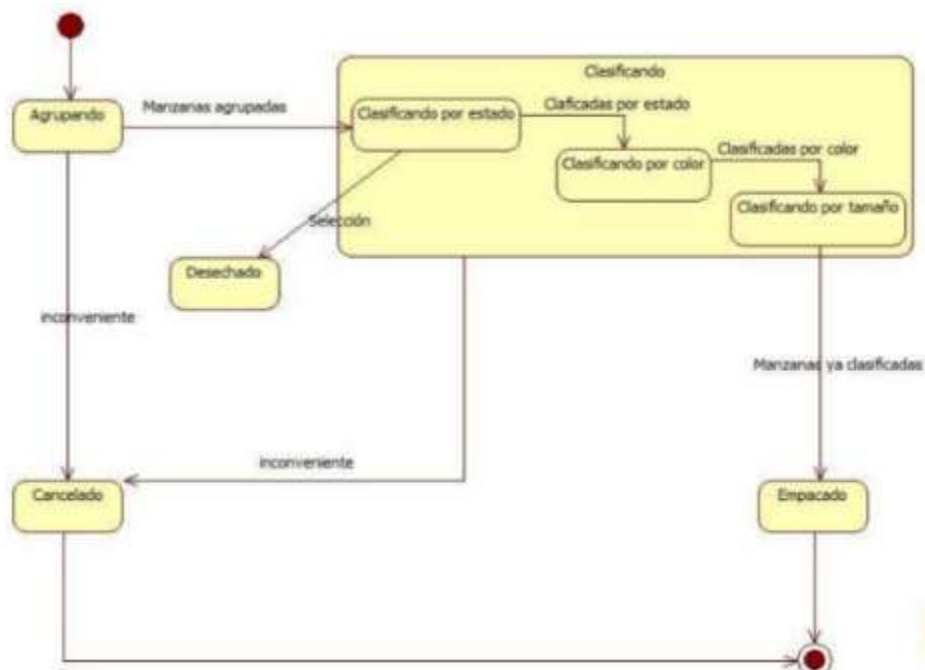 Clasificando
Agrupando
Manzanas agrupadas
Clasificando por estado
Claficadas por estado
Clasificando por color
Clasificadas por color
Clasificando por tamaño
Selección
Desechado
inconveniente
Manzanas ya clasificadas
inconveniente
Cancelado
Empacado